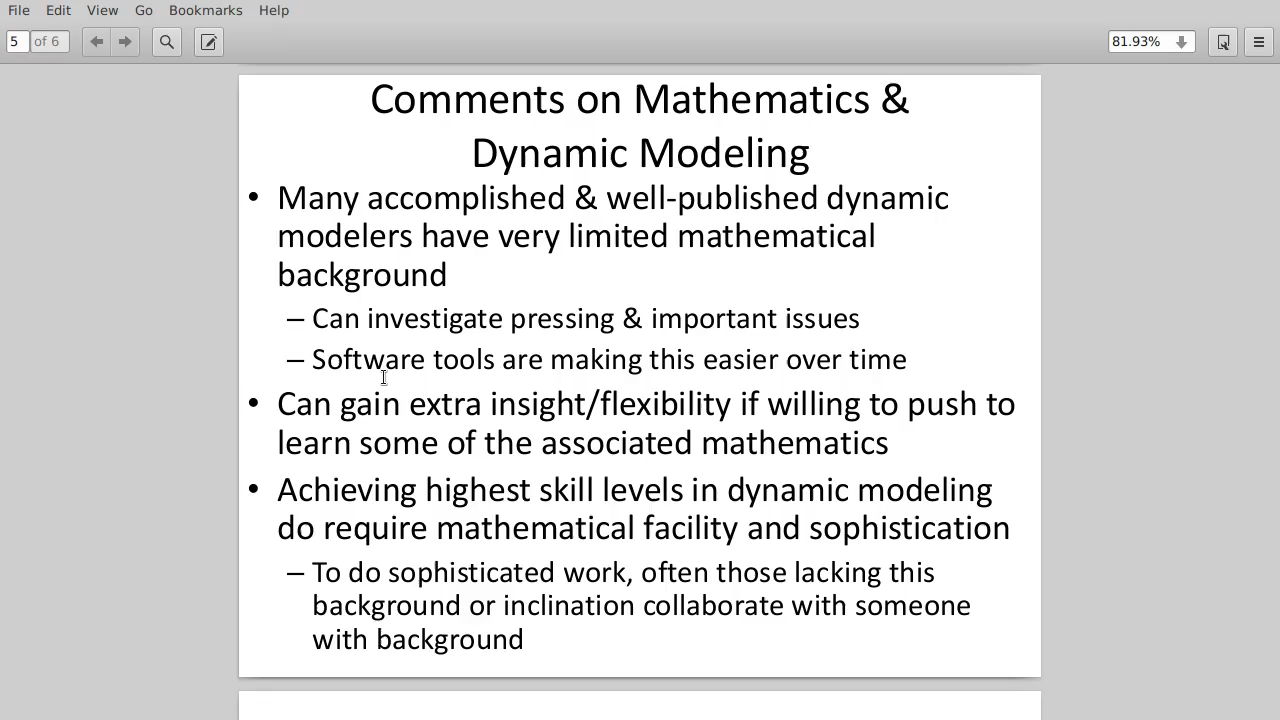 File Edit View Go Bookmarks Help
5 of 6 81.93%
Comments on Mathematics &
Dynamic Modeling
• Many accomplished & well-published dynamic
modelers have very limited mathematical
background
– Can investigate pressing & important issues
– Software tools are making this easier over time
• Can gain extra insight/flexibility if willing to push to
learn some of the associated mathematics
• Achieving highest skill levels in dynamic modeling
do require mathematical facility and sophistication
– To do sophisticated work, often those lacking this
background or inclination collaborate with someone
with background